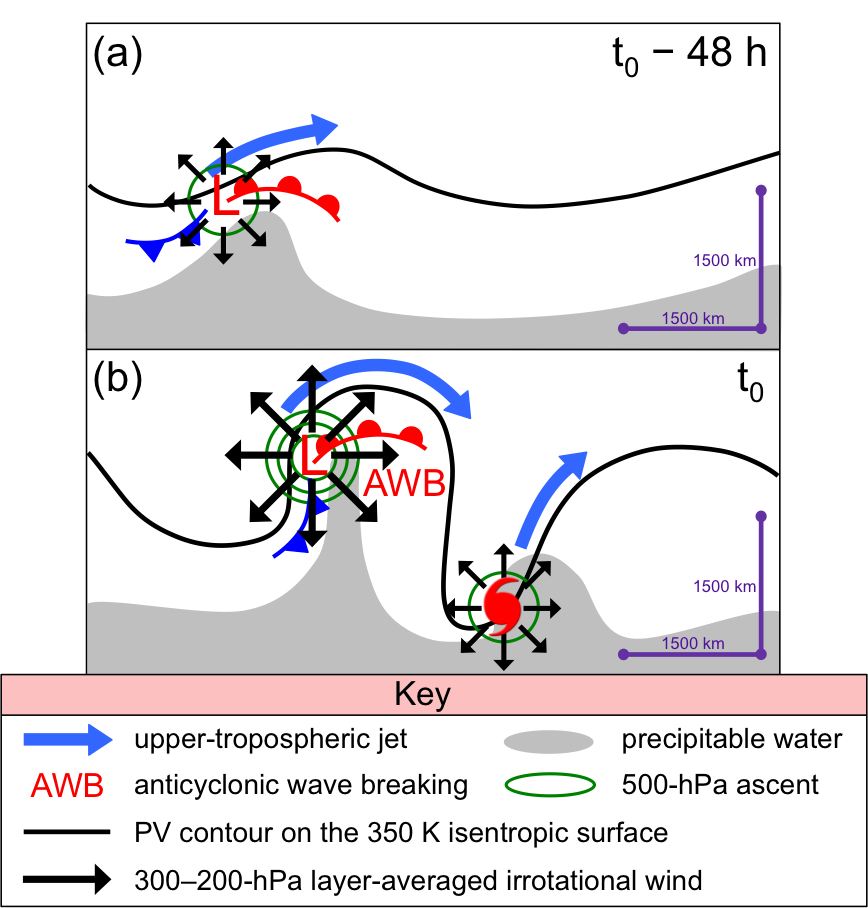 (a) t0 − 48 h
L
1500 km
1500 km
(b) t0
L
AWB
1500 km
1500 km
Key
upper-tropospheric jet
precipitable water
AWB anticyclonic wave breaking
500-hPa ascent
PV contour on the 350 K isentropic surface
300–200-hPa layer-averaged irrotational wind